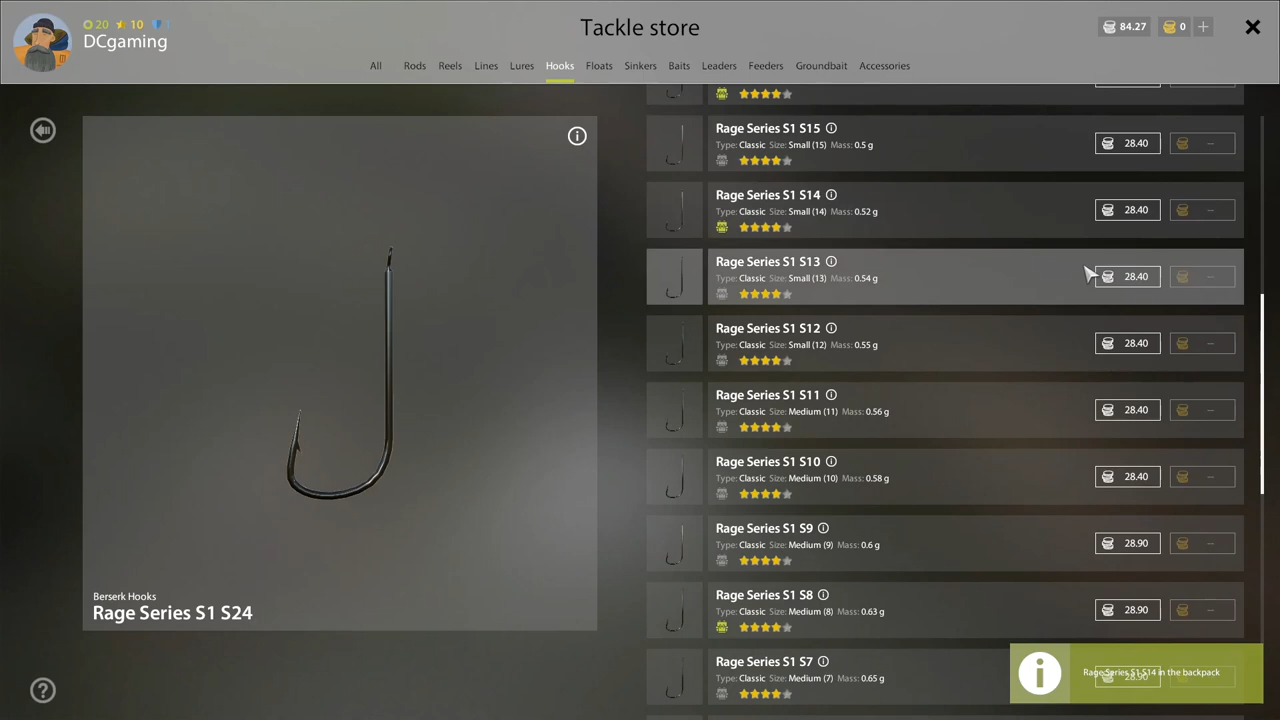 20 10
DCgaming
Tackle store
84.27 0 +
All Rods Reels Lines Lures Hooks Floats Sinkers Baits Leaders Feeders Groundbait Accessories
Berserk Hooks
Rage Series S1 S24
Rage Series S1 S15
Type: Classic Size: Small (15) Mass: 0.5 g
28.40 --
Rage Series S1 S14
Type: Classic Size: Small (14) Mass: 0.52 g
28.40 --
Rage Series S1 S13
Type: Classic Size: Small (13) Mass: 0.54 g
28.40 --
Rage Series S1 S12
Type: Classic Size: Small (12) Mass: 0.55 g
28.40 --
Rage Series S1 S11
Type: Classic Size: Medium (11) Mass: 0.56 g
28.40 --
Rage Series S1 S10
Type: Classic Size: Medium (10) Mass: 0.58 g
28.40 --
Rage Series S1 S9
Type: Classic Size: Medium (9) Mass: 0.6 g
28.90 --
Rage Series S1 S8
Type: Classic Size: Medium (8) Mass: 0.63 g
28.90 --
Rage Series S1 S7
Type: Classic Size: Medium (7) Mass: 0.65 g
Rage Series S1 S14 in the backpack